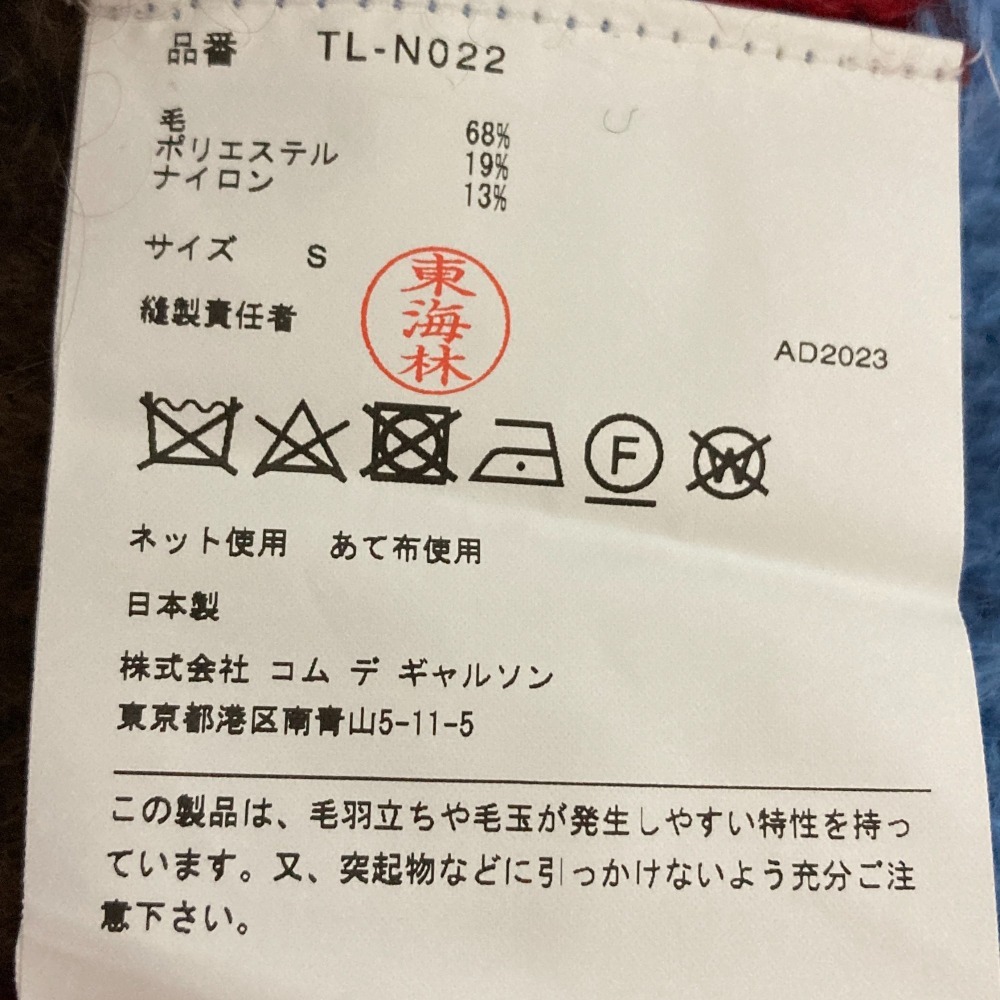 品番 TL-N022
毛 68%
ポリエステル 19%
ナイロン 13%
サイズ S
縫製責任者 東海林
AD2023
F
W
ネット使用 あて布使用
日本製
株式会社 コム デ ギャルソン
東京都港区南青山5-11-5
この製品は、毛羽立ちや毛玉が発生しやすい特性を持っ
ています。又、突起物などに引っかけないよう充分ご注
意下さい。